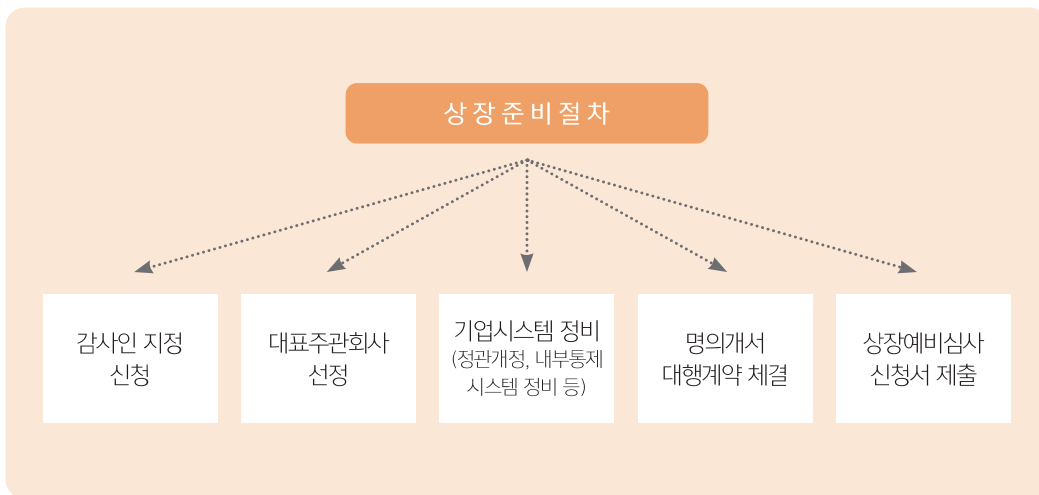 상장준비절차
감사인 지정
신청
대표주관회사
선정
기업시스템 정비
(정관개정, 내부통제
시스템 정비 등)
명의개서
대행계약 체결
상장예비심사
신청서 제출